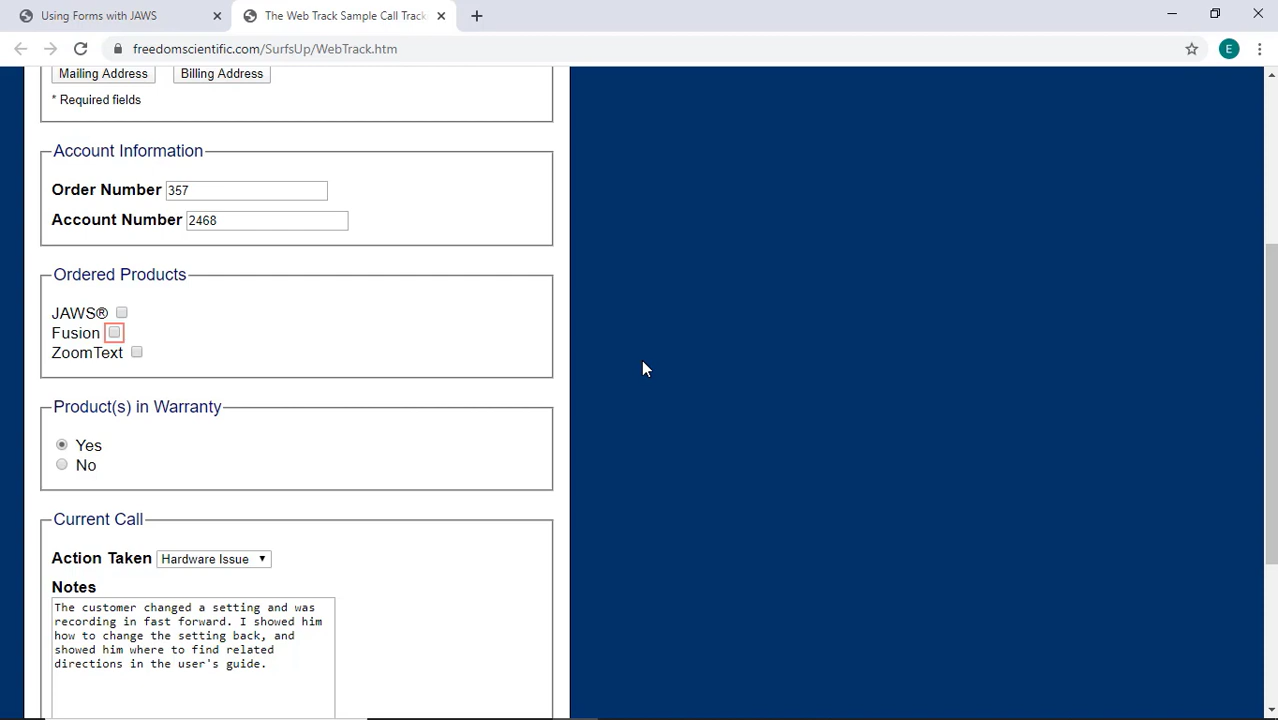 Using Forms with JAWS
The Web Track Sample Call Track
freedomscientific.com/SurfsUp/WebTrack.htm
E
Mailing Address Billing Address
* Required fields
Account Information
Order Number 357
Account Number 2468
Ordered Products
JAWS®
Fusion
ZoomText
Product(s) in Warranty
Yes
No
Current Call
Action Taken Hardware Issue
Notes
The customer changed a setting and was
recording in fast forward. I showed him
how to change the setting back, and
showed him where to find related
directions in the user's guide.